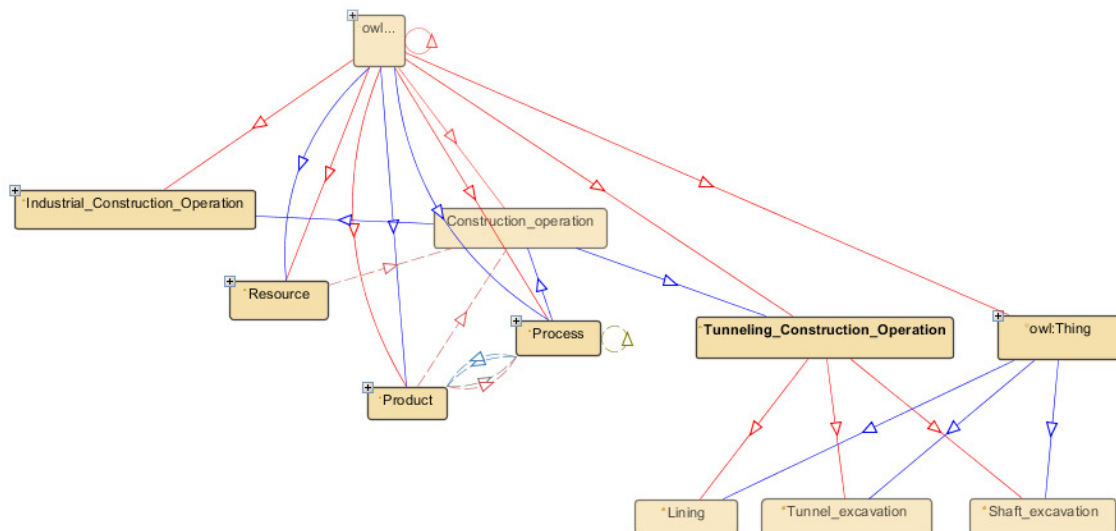 owl...
Industrial_Construction_Operation
Construction_operation
Resource
Process
Tunneling_Construction_Operation
owl:Thing
Product
Lining
Tunnel_excavation
Shaft_excavation